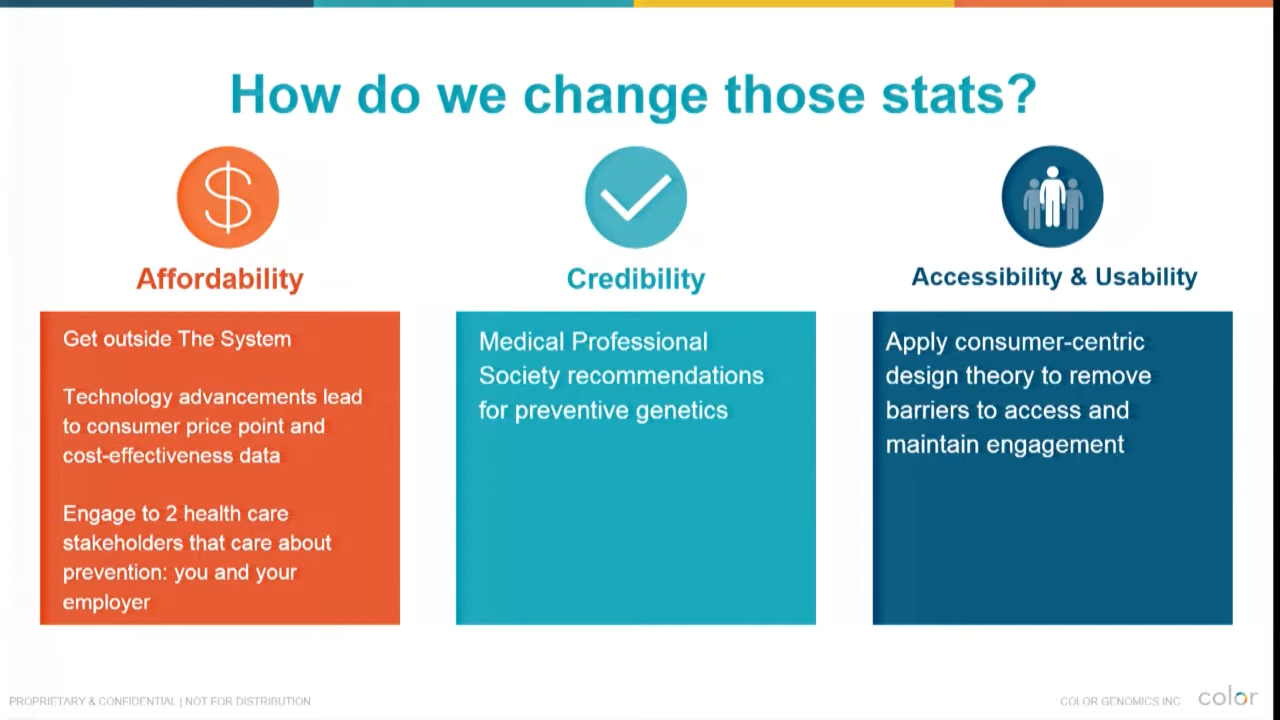 How do we change those stats?
Affordability
Get outside The System
Technology advancements lead
to consumer price point and
cost-effectiveness data
Engage to 2 health care
stakeholders that care about
prevention: you and your
employer
Credibility
Medical Professional
Society recommendations
for preventive genetics
Accessibility & Usability
Apply consumer-centric
design theory to remove
barriers to access and
maintain engagement
PROPRIETARY & CONFIDENTIAL | NOT FOR DISTRIBUTION
COLOR GENOMICS INC
color